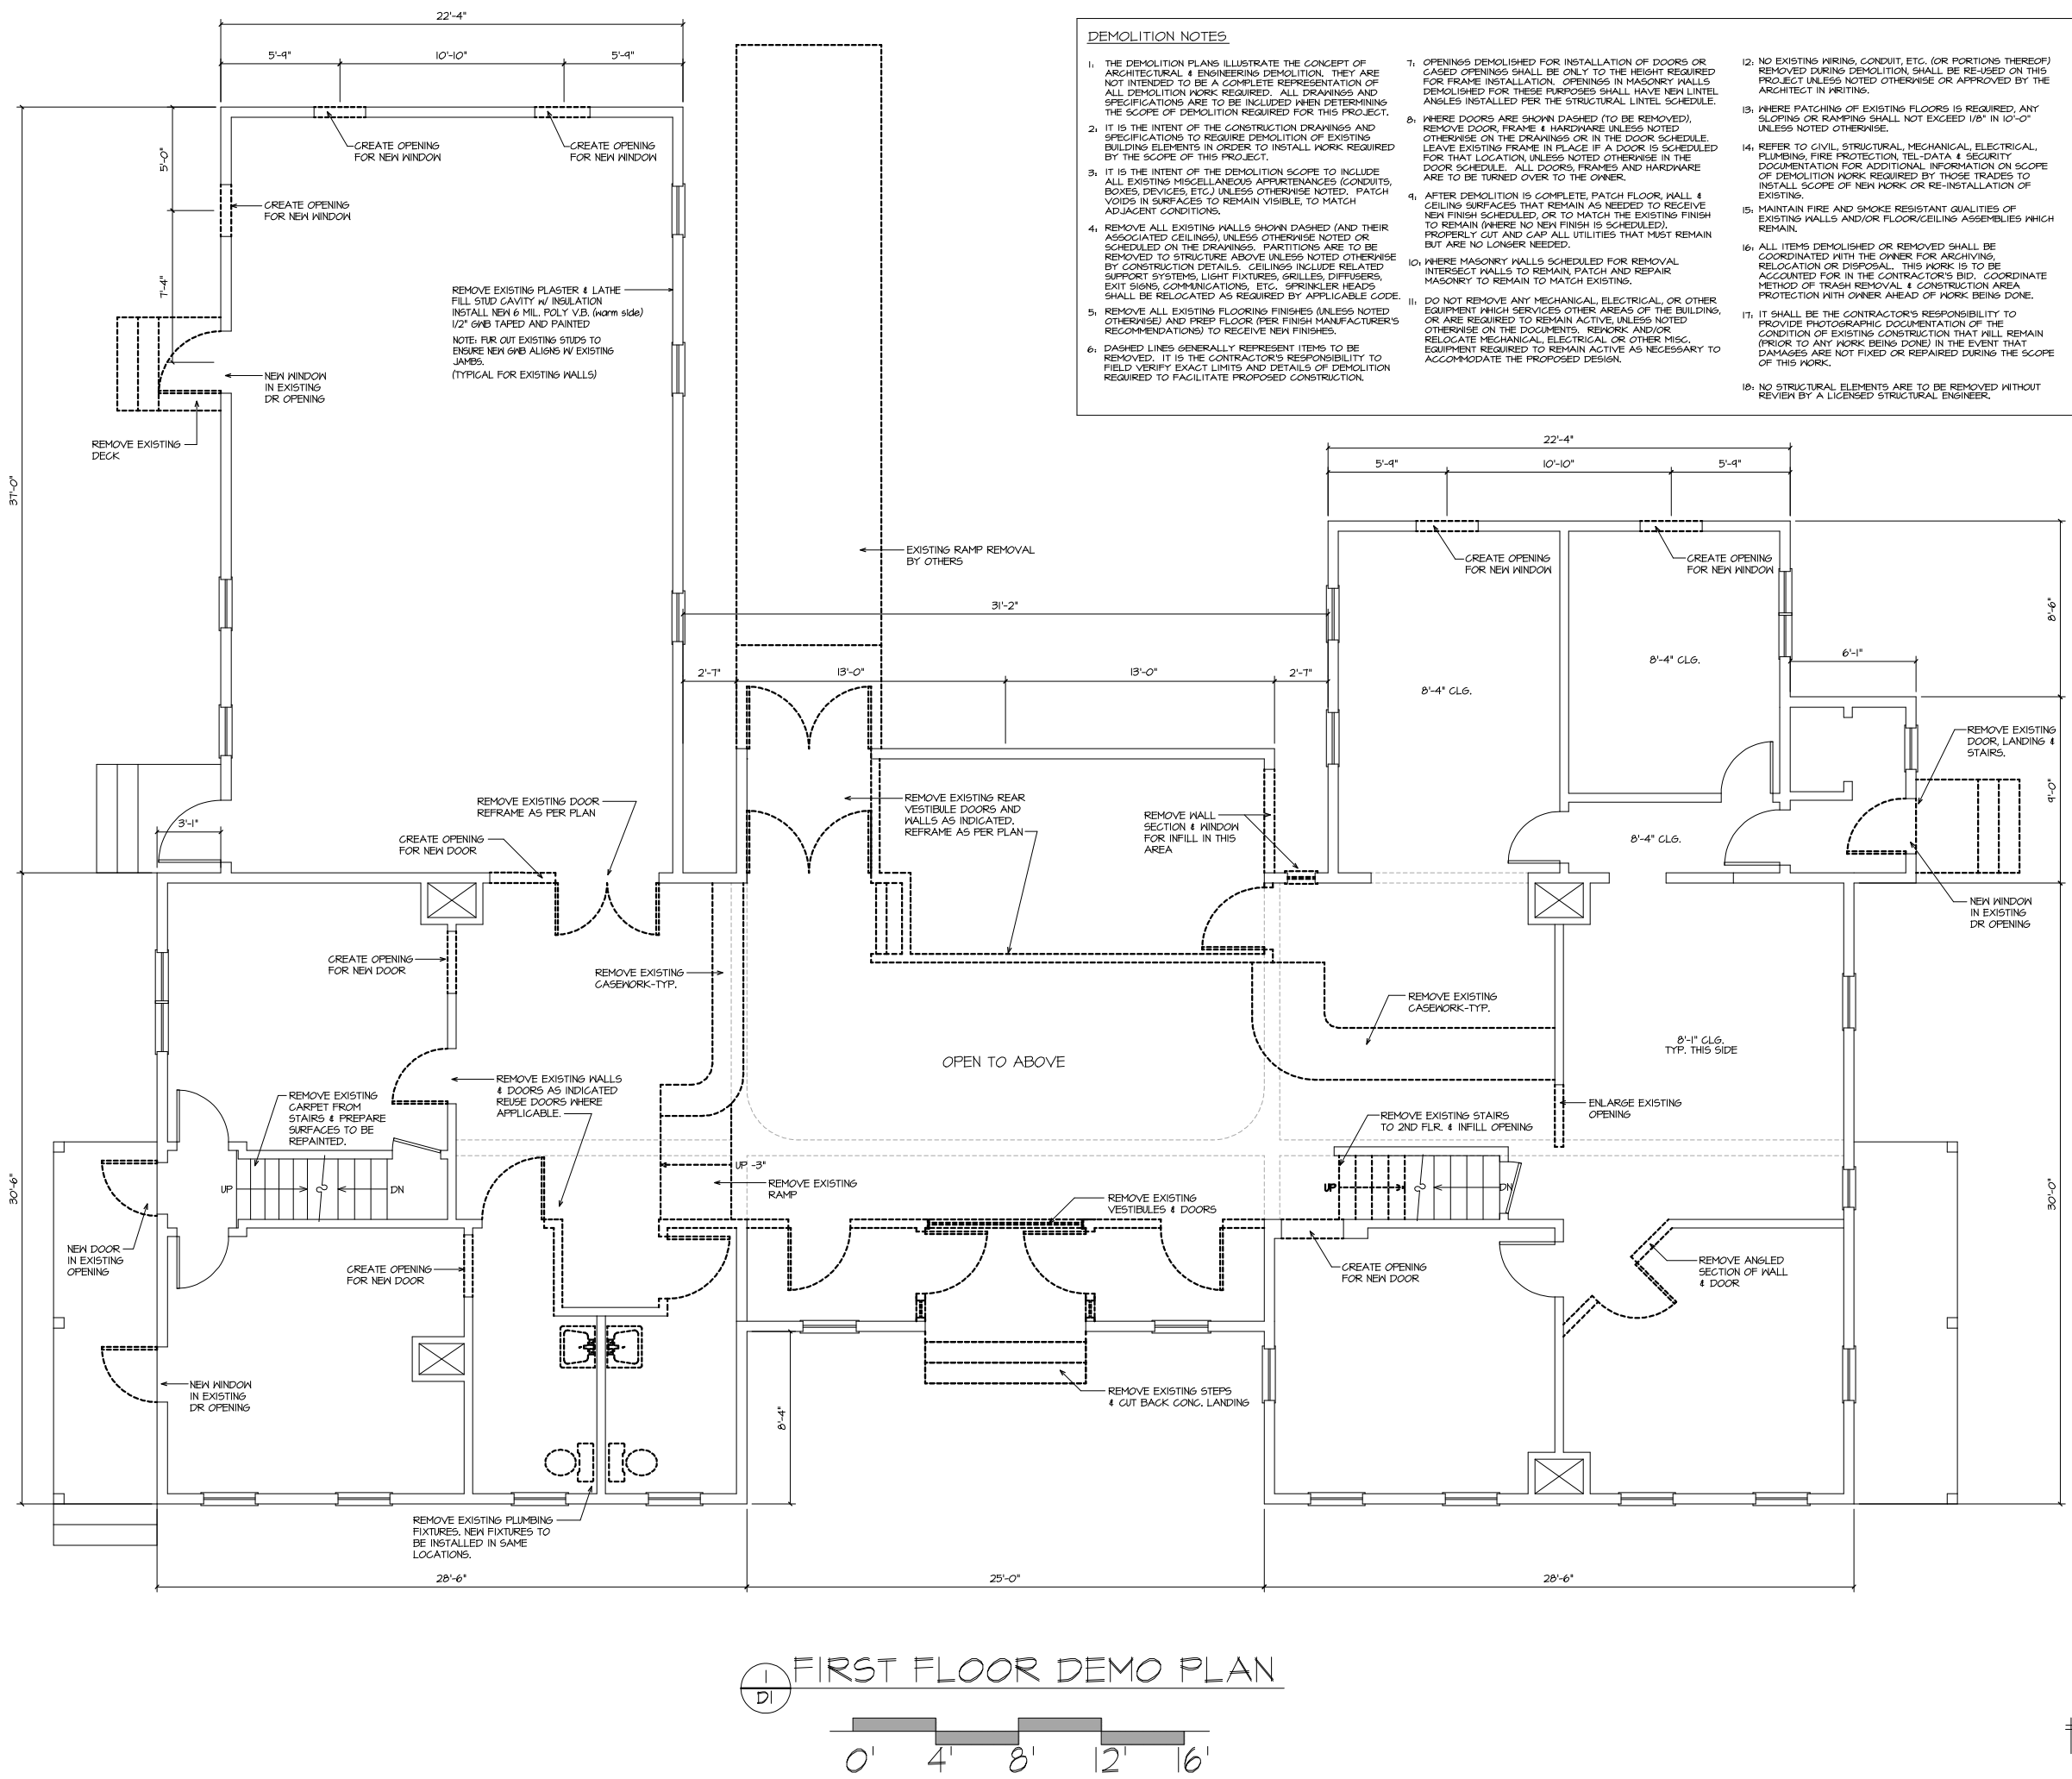 22'-4"
5'-9"
10'-10"
5'-9"
DEMOLITION NOTES
1; THE DEMOLITION PLANS ILLUSTRATE THE CONCEPT OF
ARCHITECTURAL & ENGINEERING DEMOLITION. THEY ARE
NOT INTENDED TO BE A COMPLETE REPRESENTATION OF
ALL DEMOLITION WORK REQUIRED. ALL DRAWINGS AND
SPECIFICATIONS ARE TO BE INCLUDED WHEN DETERMINING
THE SCOPE OF DEMOLITION REQUIRED FOR THIS PROJECT.
2; IT IS THE INTENT OF THE CONSTRUCTION DRAWINGS AND
SPECIFICATIONS TO REQUIRE DEMOLITION OF EXISTING
BUILDING ELEMENTS IN ORDER TO INSTALL WORK REQUIRED
BY THE SCOPE OF THIS PROJECT.
3; IT IS THE INTENT OF THE DEMOLITION SCOPE TO INCLUDE
ALL EXISTING MISCELLANEOUS APPURTENANCES (CONDUITS,
BOXES, DEVICES, ETC.) UNLESS OTHERWISE NOTED. PATCH
VOIDS IN SURFACES TO REMAIN VISIBLE, TO MATCH
ADJACENT CONDITIONS.
4; REMOVE ALL EXISTING WALLS SHOWN DASHED (AND THEIR
ASSOCIATED CEILINGS), UNLESS OTHERWISE NOTED OR
SCHEDULED ON THE DRAWINGS. PARTITIONS ARE TO BE
REMOVED TO STRUCTURE ABOVE UNLESS NOTED OTHERWISE
BY CONSTRUCTION DETAILS. CEILINGS INCLUDE RELATED
SUPPORT SYSTEMS, LIGHT FIXTURES, GRILLES, DIFFUSERS,
EXIT SIGNS, COMMUNICATIONS, ETC. SPRINKLER HEADS
SHALL BE RELOCATED AS REQUIRED BY APPLICABLE CODE.
5; REMOVE ALL EXISTING FLOORING FINISHES (UNLESS NOTED
OTHERWISE) AND PREP FLOOR (PER FINISH MANUFACTURER'S
RECOMMENDATIONS) TO RECEIVE NEW FINISHES.
6; DASHED LINES GENERALLY REPRESENT ITEMS TO BE
REMOVED. IT IS THE CONTRACTOR'S RESPONSIBILITY TO
FIELD VERIFY EXACT LIMITS AND DETAILS OF DEMOLITION
REQUIRED TO FACILITATE PROPOSED CONSTRUCTION.
7; OPENINGS DEMOLISHED FOR INSTALLATION OF DOORS OR
CASED OPENINGS SHALL BE ONLY TO THE HEIGHT REQUIRED
FOR FRAME INSTALLATION. OPENINGS IN MASONRY WALLS
DEMOLISHED FOR THESE PURPOSES SHALL HAVE NEW LINTEL
ANGLES INSTALLED PER THE STRUCTURAL LINTEL SCHEDULE.
8; WHERE DOORS ARE SHOWN DASHED (TO BE REMOVED),
REMOVE DOOR, FRAME & HARDWARE UNLESS NOTED
OTHERWISE ON THE DRAWINGS OR IN THE DOOR SCHEDULE.
LEAVE EXISTING FRAME IN PLACE IF A DOOR IS SCHEDULED
FOR THAT LOCATION, UNLESS NOTED OTHERWISE IN THE
DOOR SCHEDULE. ALL DOORS, FRAMES AND HARDWARE
ARE TO BE TURNED OVER TO THE OWNER.
9; AFTER DEMOLITION IS COMPLETE, PATCH FLOOR, WALL &
CEILING SURFACES THAT REMAIN AS NEEDED TO RECEIVE
NEW FINISH SCHEDULED, OR TO MATCH THE EXISTING FINISH
TO REMAIN (WHERE NO NEW FINISH IS SCHEDULED).
PROPERLY CUT AND CAP ALL UTILITIES THAT MUST REMAIN
BUT ARE NO LONGER NEEDED.
10; WHERE MASONRY WALLS SCHEDULED FOR REMOVAL
INTERSECT WALLS TO REMAIN, PATCH AND REPAIR
MASONRY TO REMAIN TO MATCH EXISTING.
11; DO NOT REMOVE ANY MECHANICAL, ELECTRICAL, OR OTHER
EQUIPMENT WHICH SERVICES OTHER AREAS OF THE BUILDING,
OR ARE REQUIRED TO REMAIN ACTIVE, UNLESS NOTED
OTHERWISE ON THE DOCUMENTS. REWORK AND/OR
RELOCATE MECHANICAL, ELECTRICAL OR OTHER MISC.
EQUIPMENT REQUIRED TO REMAIN ACTIVE AS NECESSARY TO
ACCOMMODATE THE PROPOSED DESIGN.
12; NO EXISTING WIRING, CONDUIT, ETC. (OR PORTIONS THEREOF)
REMOVED DURING DEMOLITION, SHALL BE RE-USED ON THIS
PROJECT UNLESS NOTED OTHERWISE OR APPROVED BY THE
ARCHITECT IN WRITING.
13; WHERE PATCHING OF EXISTING FLOORS IS REQUIRED, ANY
SLOPING OR RAMPING SHALL NOT EXCEED 1/8" IN 10'-0"
UNLESS NOTED OTHERWISE.
14; REFER TO CIVIL, STRUCTURAL, MECHANICAL, ELECTRICAL,
PLUMBING, FIRE PROTECTION, TEL-DATA & SECURITY
DOCUMENTATION FOR ADDITIONAL INFORMATION ON SCOPE
OF DEMOLITION WORK REQUIRED BY THOSE TRADES TO
INSTALL SCOPE OF NEW WORK OR RE-INSTALLATION OF
EXISTING.
15; MAINTAIN FIRE AND SMOKE RESISTANT QUALITIES OF
EXISTING WALLS AND/OR FLOOR/CEILING ASSEMBLIES WHICH
REMAIN.
16; ALL ITEMS DEMOLISHED OR REMOVED SHALL BE
COORDINATED WITH THE OWNER FOR ARCHIVING,
RELOCATION OR DISPOSAL. THIS WORK IS TO BE
ACCOUNTED FOR IN THE CONTRACTOR'S BID. COORDINATE
METHOD OF TRASH REMOVAL & CONSTRUCTION AREA
PROTECTION WITH OWNER AHEAD OF WORK BEING DONE.
17; IT SHALL BE THE CONTRACTOR'S RESPONSIBILITY TO
PROVIDE PHOTOGRAPHIC DOCUMENTATION OF THE
CONDITION OF EXISTING CONSTRUCTION THAT WILL REMAIN
(PRIOR TO ANY WORK BEING DONE) IN THE EVENT THAT
DAMAGES ARE NOT FIXED OR REPAIRED DURING THE SCOPE
OF THIS WORK.
18; NO STRUCTURAL ELEMENTS ARE TO BE REMOVED WITHOUT
REVIEW BY A LICENSED STRUCTURAL ENGINEER.
CREATE OPENING
FOR NEW WINDOW
CREATE OPENING
FOR NEW WINDOW
5'-0"
CREATE OPENING
FOR NEW WINDOW
7'-4"
REMOVE EXISTING PLASTER & LATHE
FILL STUD CAVITY W/ INSULATION
INSTALL NEW 6 MIL. POLY V.B. (warm side)
1/2" GWB TAPED AND PAINTED
NOTE: FUR OUT EXISTING STUDS TO
ENSURE NEW GWB ALIGNS W/ EXISTING
JAMBS.
(TYPICAL FOR EXISTING WALLS)
NEW WINDOW
IN EXISTING
DR OPENING
REMOVE EXISTING
DECK
37'-0"
22'-4"
5'-9"
10'-10"
5'-9"
EXISTING RAMP REMOVAL
BY OTHERS
CREATE OPENING
FOR NEW WINDOW
CREATE OPENING
FOR NEW WINDOW
31'-2"
8'-6"
2'-7"
13'-0"
13'-0"
2'-7"
8'-4" CLG.
8'-4" CLG.
6'-1"
REMOVE EXISTING
DOOR, LANDING &
STAIRS.
9'-0"
3'-1"
REMOVE EXISTING DOOR
REFRAME AS PER PLAN
CREATE OPENING
FOR NEW DOOR
REMOVE EXISTING REAR
VESTIBULE DOORS AND
WALLS AS INDICATED.
REFRAME AS PER PLAN
REMOVE WALL
SECTION & WINDOW
FOR INFILL IN THIS
AREA
8'-4" CLG.
NEW WINDOW
IN EXISTING
DR OPENING
CREATE OPENING
FOR NEW DOOR
REMOVE EXISTING
CASEWORK-TYP.
REMOVE EXISTING
CASEWORK-TYP.
8'-1" CLG.
TYP. THIS SIDE
OPEN TO ABOVE
REMOVE EXISTING
CARPET FROM
STAIRS & PREPARE
SURFACES TO BE
REPAINTED.
REMOVE EXISTING WALLS
& DOORS AS INDICATED
REUSE DOORS WHERE
APPLICABLE.
REMOVE EXISTING STAIRS
TO 2ND FLR. & INFILL OPENING
ENLARGE EXISTING
OPENING
30'-6"
UP
DN
UP -3"
REMOVE EXISTING
RAMP
REMOVE EXISTING
VESTIBULES & DOORS
UP
DN
30'-0"
NEW DOOR
IN EXISTING
OPENING
CREATE OPENING
FOR NEW DOOR
CREATE OPENING
FOR NEW DOOR
REMOVE ANGLED
SECTION OF WALL
& DOOR
NEW WINDOW
IN EXISTING
DR OPENING
8'-4"
REMOVE EXISTING STEPS
& CUT BACK CONC. LANDING
REMOVE EXISTING PLUMBING
FIXTURES. NEW FIXTURES TO
BE INSTALLED IN SAME
LOCATIONS.
28'-6"
25'-0"
28'-6"
1
D1
FIRST FLOOR DEMO PLAN
0' 4' 8' 12' 16'